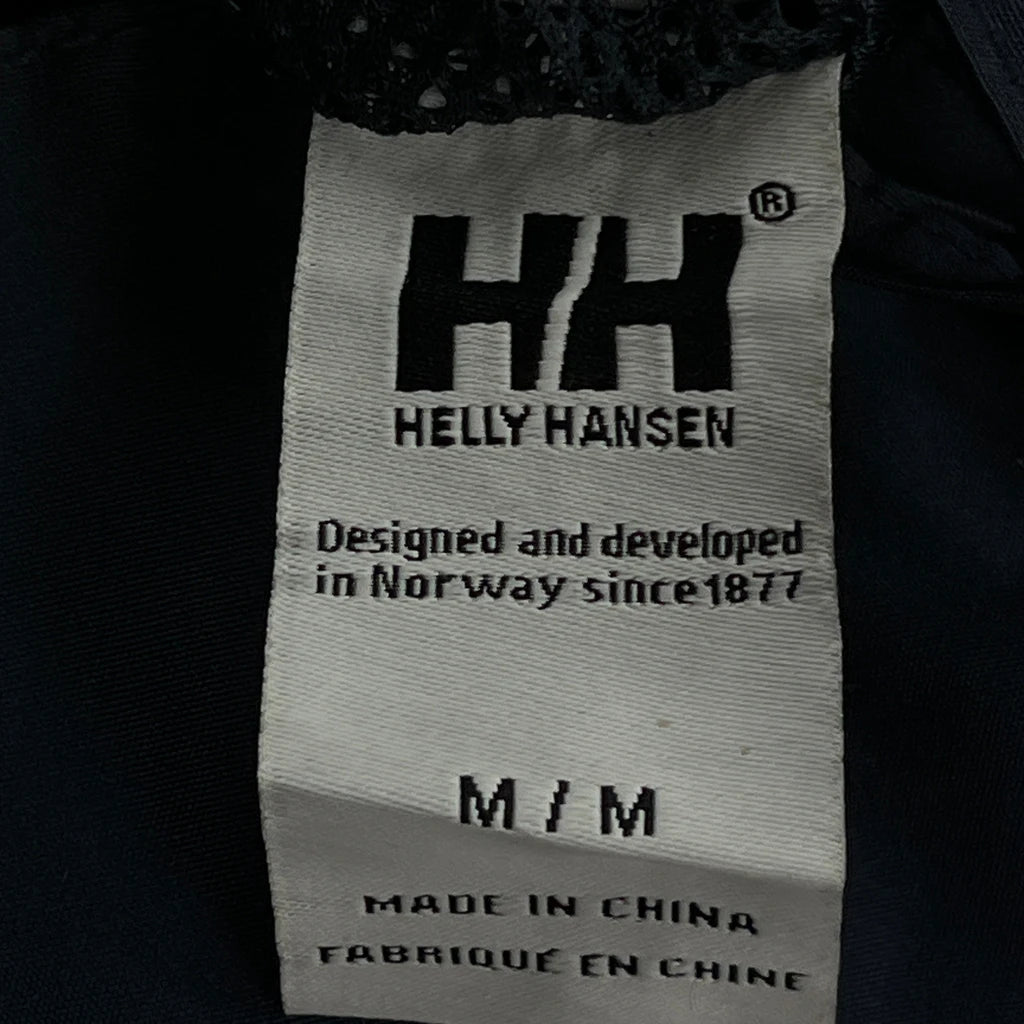 HH®
HELLY HANSEN
Designed and developed
in Norway since1877
M / M
MADE IN CHINA
FABRIQUÉ EN CHINE